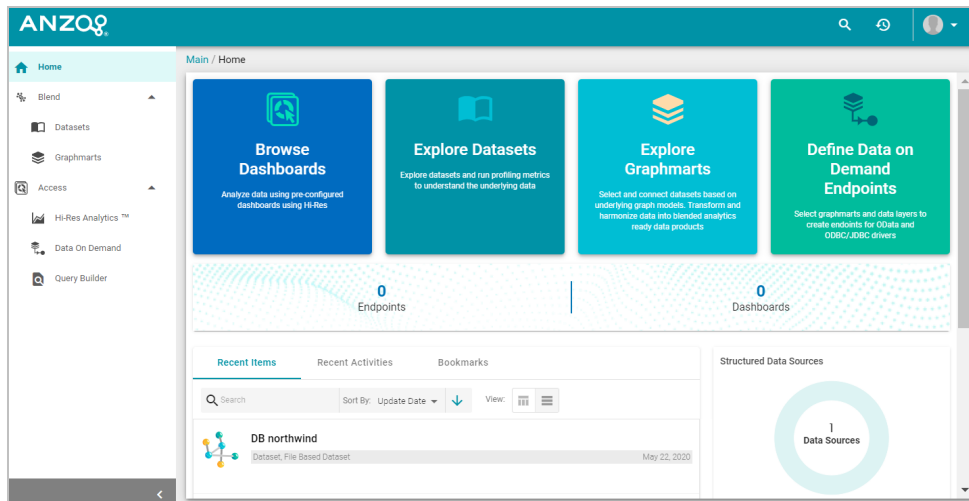 ANZO
Main / Home
Home
Blend
Datasets
Graphmarts
Access
Hi-Res Analytics ™
Data On Demand
Query Builder
Browse
Dashboards
Analyze data using pre-configured
dashboards using Hi-Res
Explore Datasets
Explore datasets and run profiling metrics
to understand the underlying data
Explore
Graphmarts
Select and connect datasets based on
underlying graph models. Transform and
harmonize data into blended analytics
ready data products
Define Data on
Demand
Endpoints
Select graphmarts and data layers to
create endoints for OData and
ODBC/JDBC drivers
0
Endpoints
0
Dashboards
Recent Items Recent Activities Bookmarks
Search Sort By: Update Date View:
DB northwind
Dataset, File Based Dataset May 22, 2020
Structured Data Sources
1
Data Sources